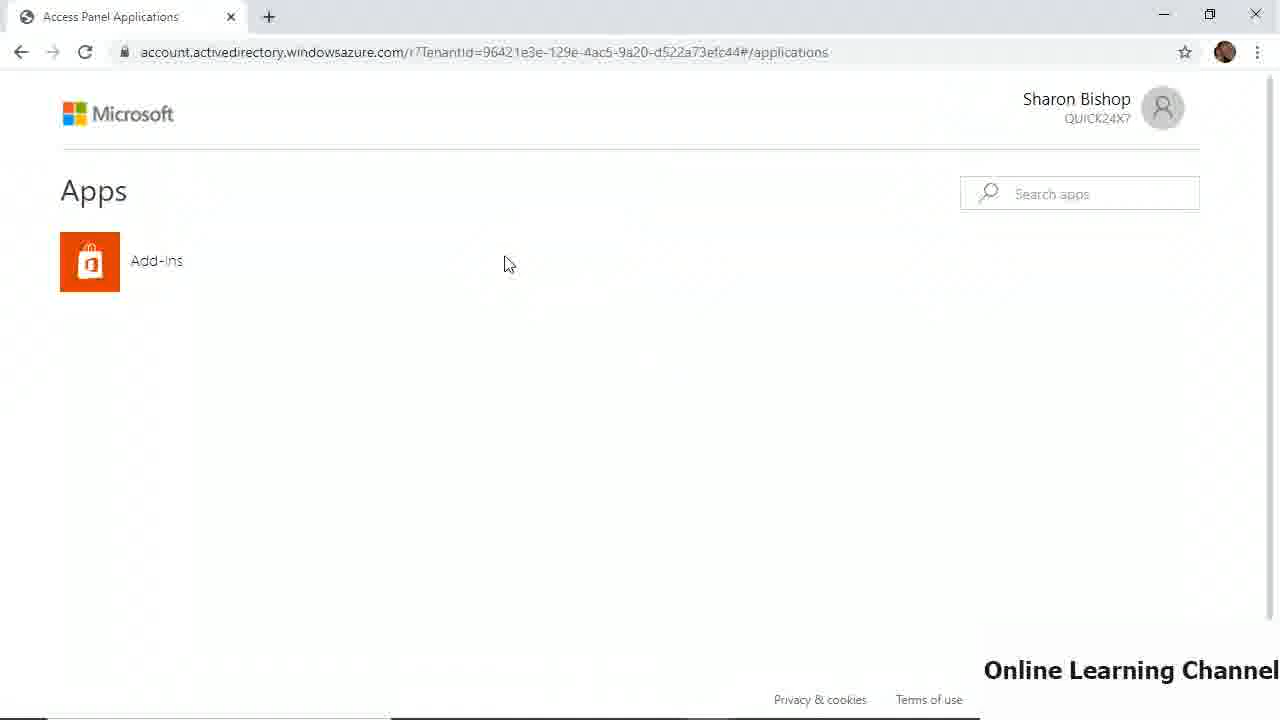 Access Panel Applications
account.activedirectory.windowsazure.com/r?TenantId=96421e3e-129e-4ac5-9a20-d522a73efc44#/applications
Microsoft
Sharon Bishop
QUICK24X7
Apps
Search apps
Add-Ins
Online Learning Channel
Privacy & cookies
Terms of use